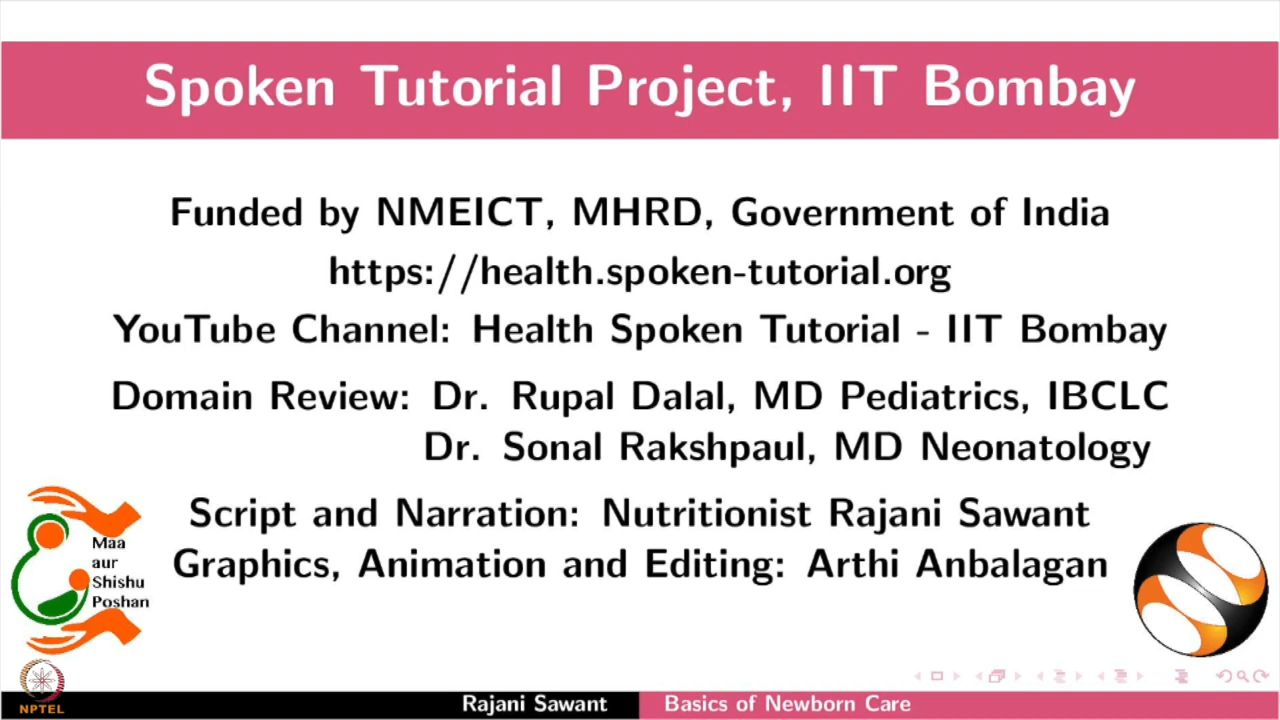 Spoken Tutorial Project, IIT Bombay
Funded by NMEICT, MHRD, Government of India
https://health.spoken-tutorial.org
YouTube Channel: Health Spoken Tutorial - IIT Bombay
Domain Review: Dr. Rupal Dalal, MD Pediatrics, IBCLC
Dr. Sonal Rakshpaul, MD Neonatology
Script and Narration: Nutritionist Rajani Sawant
Graphics, Animation and Editing: Arthi Anbalagan
Maa
aur
Shishu
Poshan
NPTEL
Rajani Sawant
Basics of Newborn Care